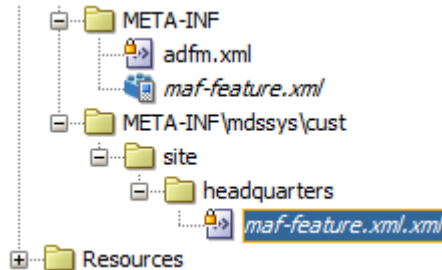 META-INF
adfm.xml
maf-feature.xml
META-INF\mdssys\cust
site
headquarters
maf-feature.xml.xml
Resources